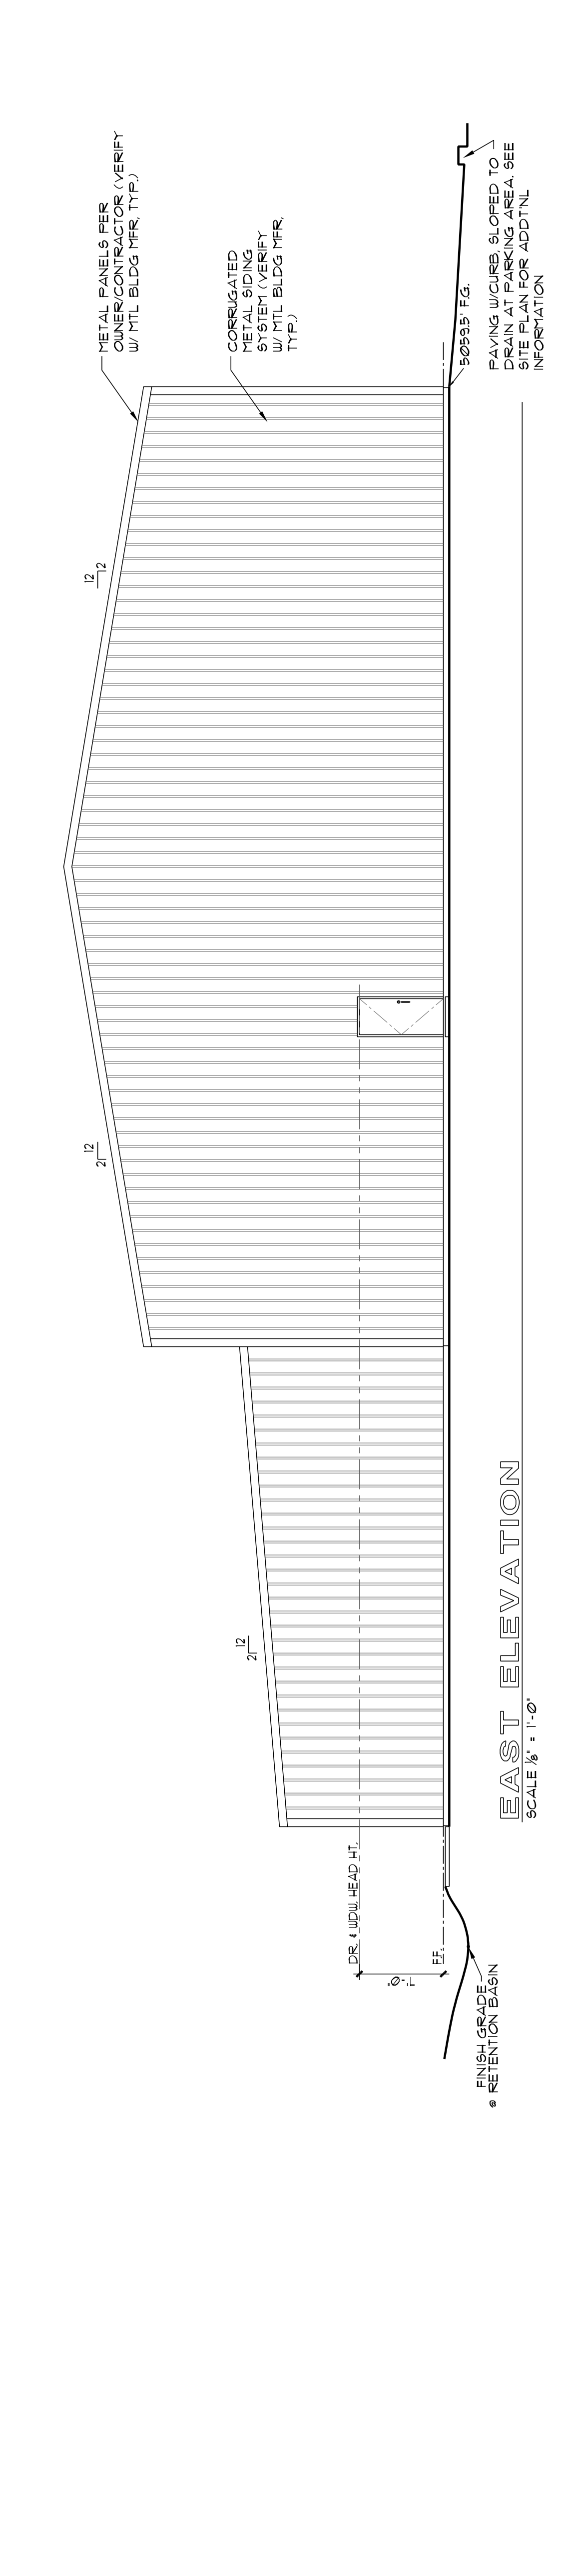 METAL PANELS PER
OWNER/CONTRACTOR (VERIFY
W/ MTL BLDG MFR, TYP.)
CORRUGATED
METAL SIDING
SYSTEM (VERIFY
W/ MTL BLDG MFR,
TYP.)
12
2
12
2
12
2
5059.5' F.G.
PAVING W/CURB, SLOPED TO
DRAIN AT PARKING AREA. SEE
SITE PLAN FOR ADDT'NL
INFORMATION
DR. & WDW. HEAD HT.
F.F.
7'-0"
FINISH GRADE
@ RETENTION BASIN
EAST ELEVATION
SCALE 1/8" = 1'-0"